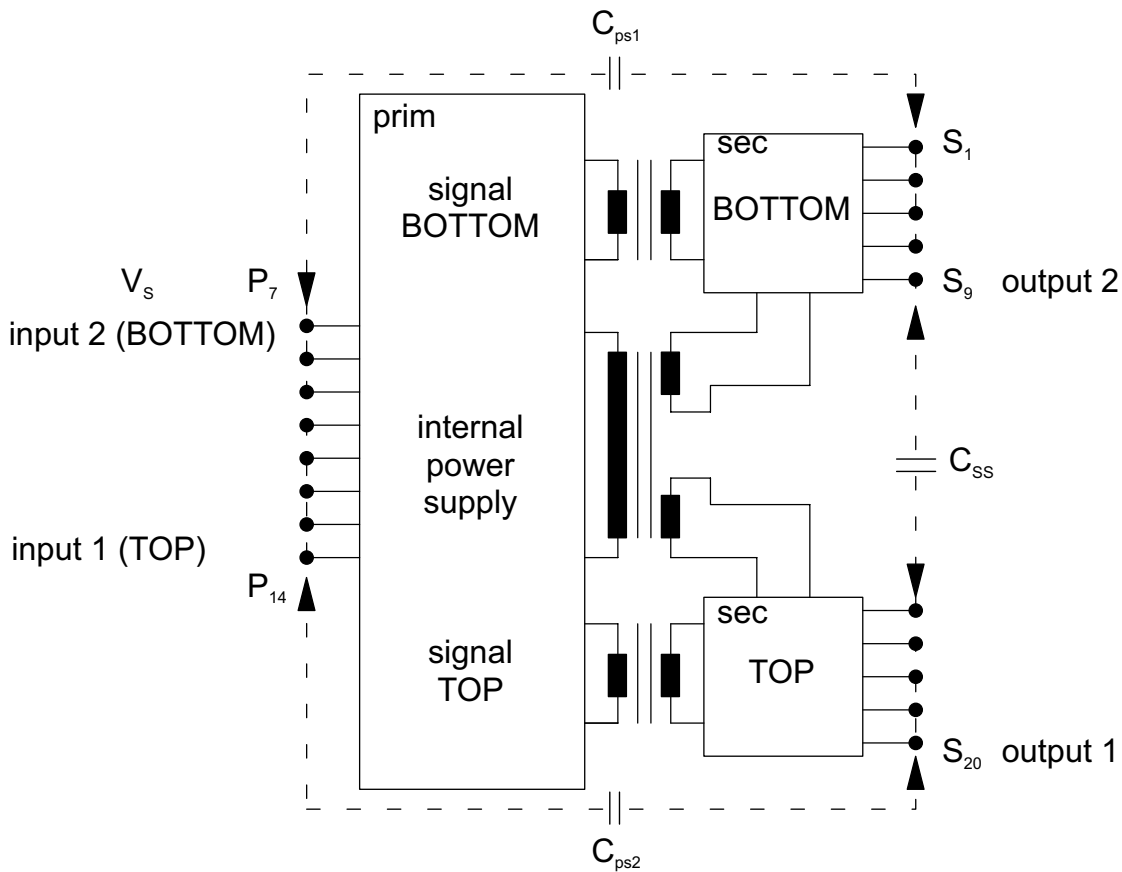 C_ps1
prim
sec
S_1
signal
BOTTOM
BOTTOM
V_S
P_7
S_9 output 2
input 2 (BOTTOM)
internal
power
supply
C_SS
input 1 (TOP)
P_14
sec
signal
TOP
TOP
S_20 output 1
C_ps2